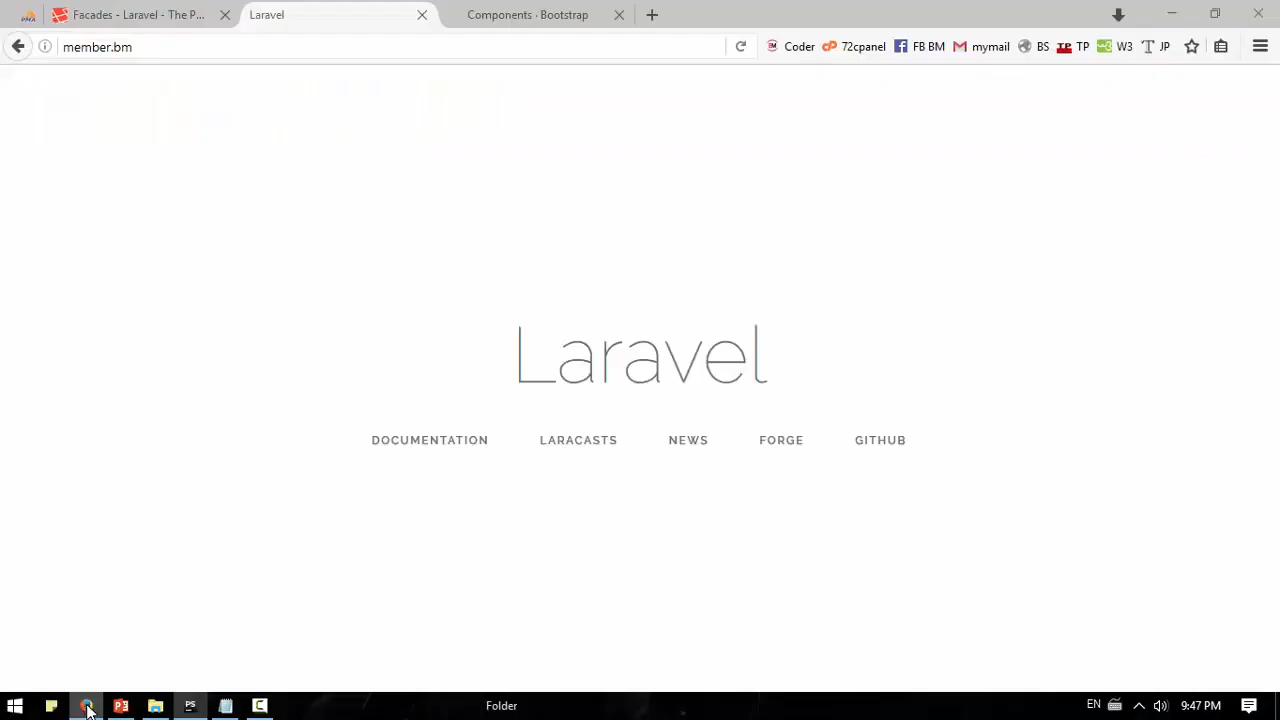 Facades - Laravel - The P...
Laravel
Components · Bootstrap
member.bm
Coder
72cpanel
FB BM
mymail
BS
TP
W3
JP
Laravel
DOCUMENTATION
LARACASTS
NEWS
FORGE
GITHUB
Folder
EN
9:47 PM